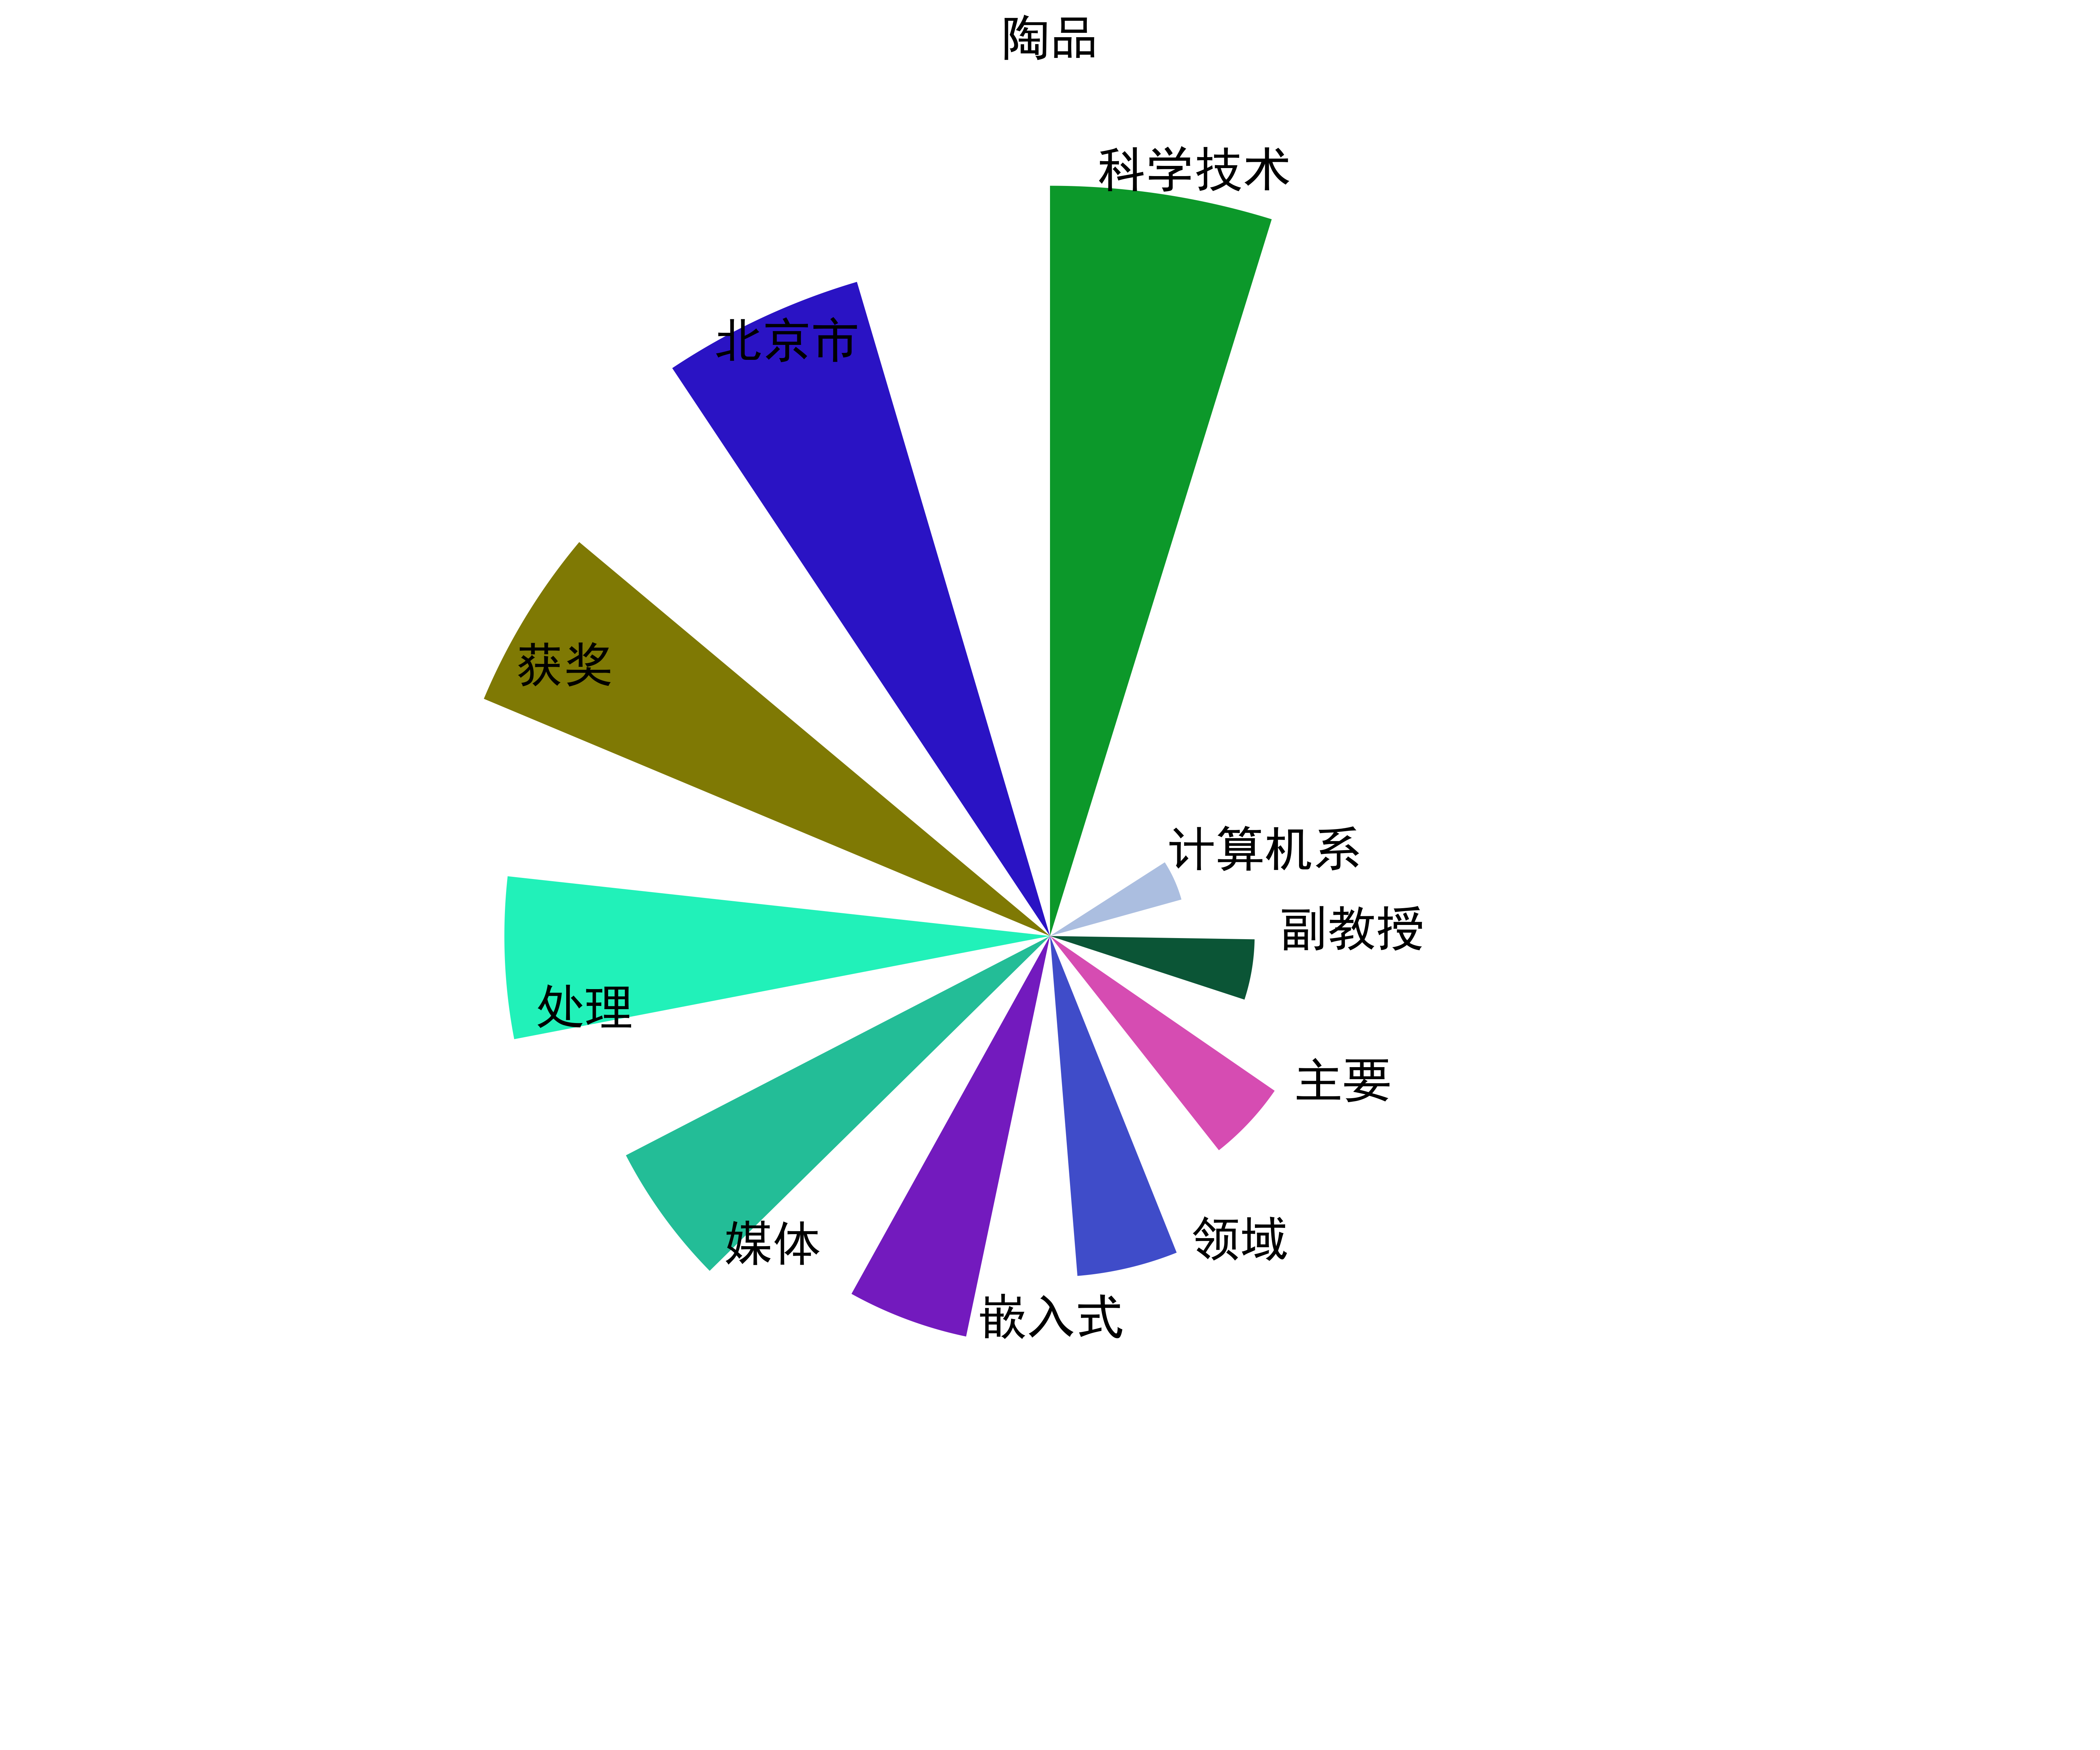 陶品
科学技术
北京市
获奖
计算机系
副教授
处理
主要
媒体
领域
嵌入式